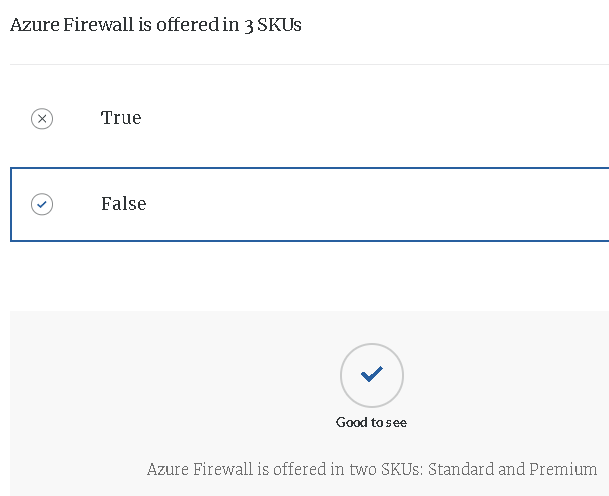 Azure Firewall is offered in 3 SKUs
True
False
Good to see
Azure Firewall is offered in two SKUs: Standard and Premium